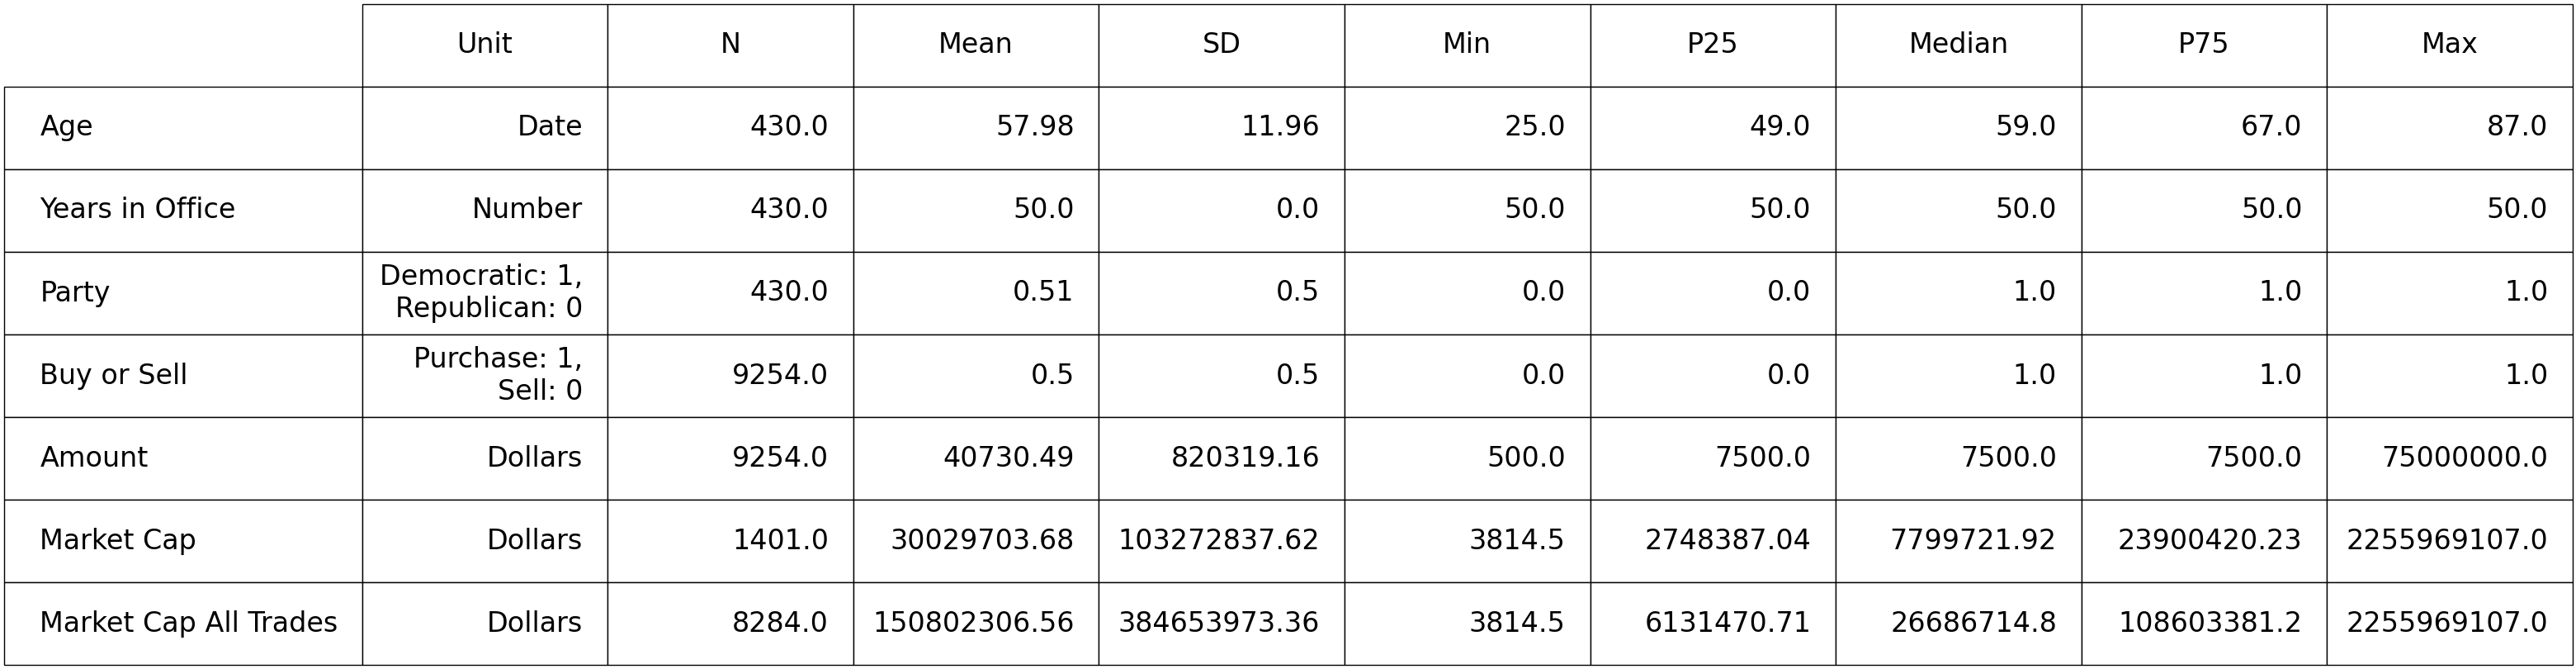 Unit N Mean SD Min P25 Median P75 Max
Age Date 430.0 57.98 11.96 25.0 49.0 59.0 67.0 87.0
Years in Office Number 430.0 50.0 0.0 50.0 50.0 50.0 50.0 50.0
Party Democratic: 1, 430.0 0.51 0.5 0.0 0.0 1.0 1.0 1.0
Republican: 0
Buy or Sell Purchase: 1, 9254.0 0.5 0.5 0.0 0.0 1.0 1.0 1.0
Sell: 0
Amount Dollars 9254.0 40730.49 820319.16 500.0 7500.0 7500.0 7500.0 75000000.0
Market Cap Dollars 1401.0 30029703.68 103272837.62 3814.5 2748387.04 7799721.92 23900420.23 2255969107.0
Market Cap All Trades Dollars 8284.0 150802306.56 384653973.36 3814.5 6131470.71 26686714.8 108603381.2 2255969107.0